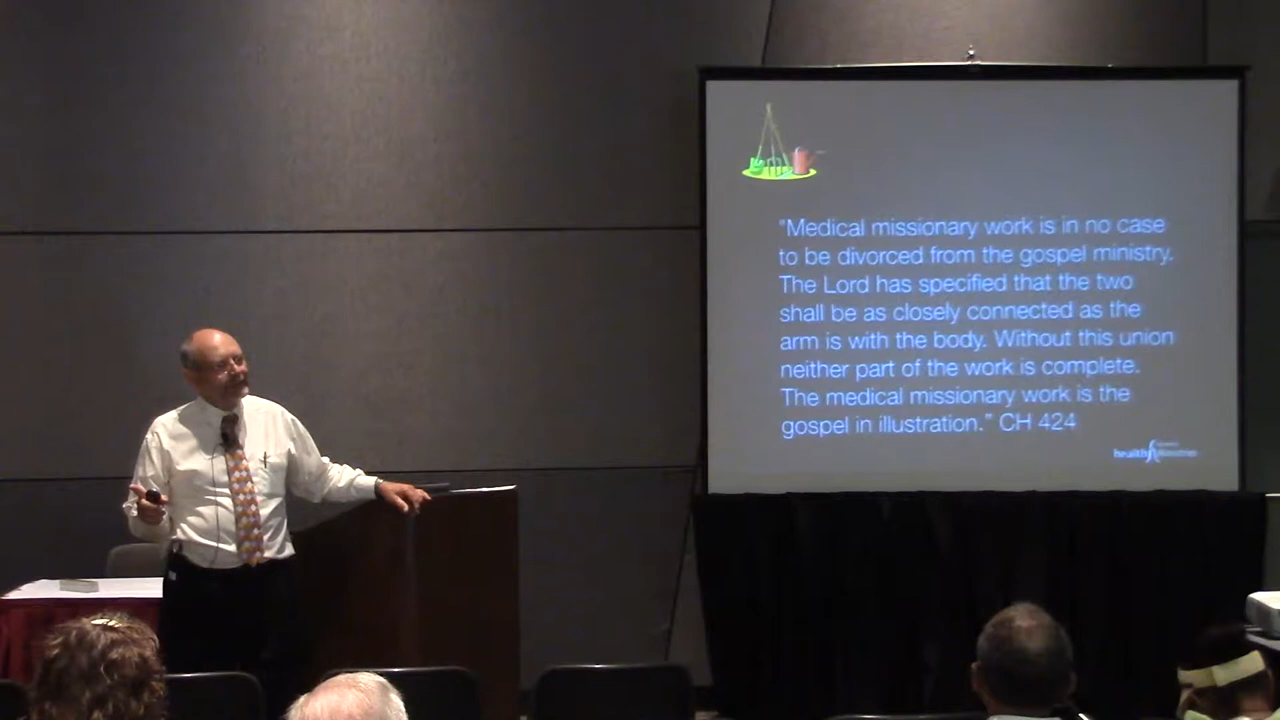 “Medical missionary work is in no case
to be divorced from the gospel ministry.
The Lord has specified that the two
shall be as closely connected as the
arm is with the body. Without this union
neither part of the work is complete.
The medical missionary work is the
gospel in illustration.” CH 424
health Ministries